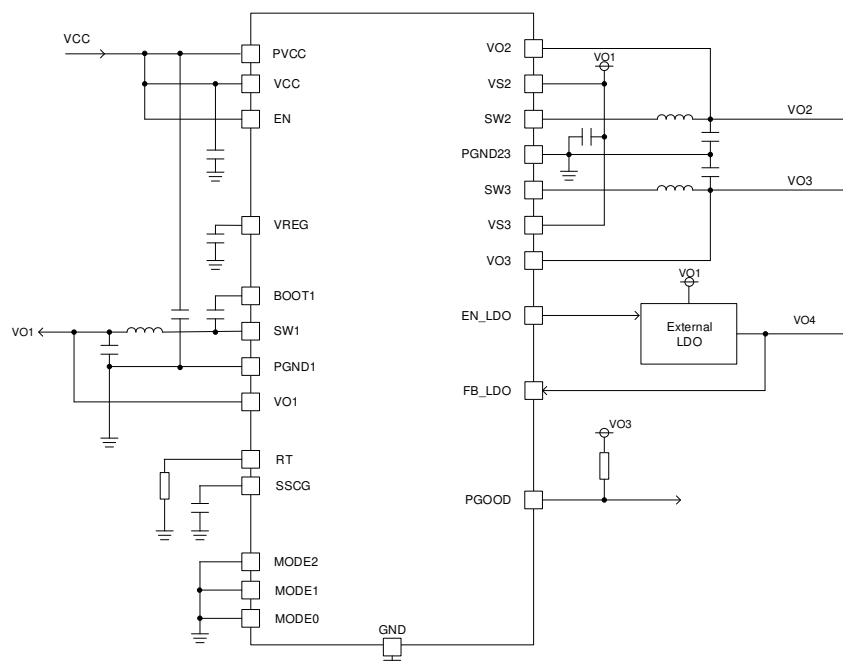 VCC
PVCC
VCC
EN
VREG
BOOT1
VO1
SW1
PGND1
VO1
RT
SSCG
MODE2
MODE1
MODE0
GND
VO2
VO1
VS2
SW2
VO2
PGND23
SW3
VO3
VS3
VO3
VO1
EN_LDO
External
LDO
VO4
FB_LDO
VO3
PGOOD